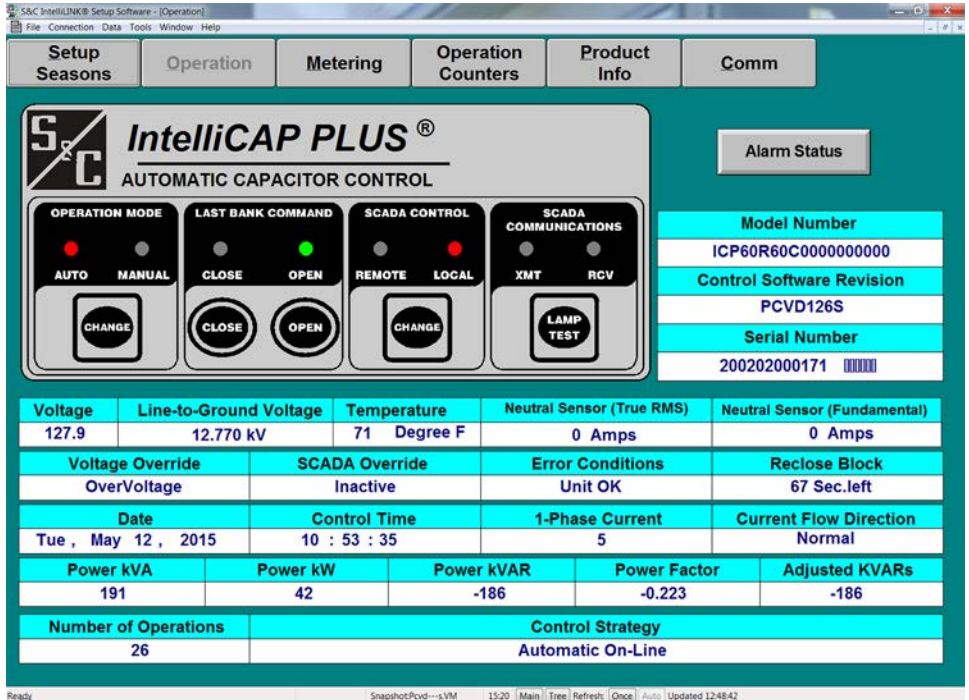 S&C IntelliLINK® Setup Software - [Operation]
File Connection Data Tools Window Help
Setup Seasons
Operation
Metering
Operation Counters
Product Info
Comm
S&C
IntelliCAP PLUS ®
AUTOMATIC CAPACITOR CONTROL
Alarm Status
OPERATION MODE
AUTO MANUAL
CHANGE
LAST BANK COMMAND
CLOSE OPEN
CLOSE OPEN
SCADA CONTROL
REMOTE LOCAL
CHANGE
SCADA COMMUNICATIONS
XMT RCV
LAMP TEST
Model Number
ICP60R60C0000000000
Control Software Revision
PCVD126S
Serial Number
200202000171
Voltage Line-to-Ground Voltage Temperature Neutral Sensor (True RMS) Neutral Sensor (Fundamental)
127.9 12.770 kV 71 Degree F 0 Amps 0 Amps
Voltage Override SCADA Override Error Conditions Reclose Block
OverVoltage Inactive Unit OK 67 Sec.left
Date Control Time 1-Phase Current Current Flow Direction
Tue , May 12 , 2015 10 : 53 : 35 5 Normal
Power kVA Power kW Power kVAR Power Factor Adjusted KVARs
191 42 -186 -0.223 -186
Number of Operations Control Strategy
26 Automatic On-Line
Ready Snapshot:Pcvd---s.VM 15:20 Main Tree Refresh: Once Auto Updated 12:48:42